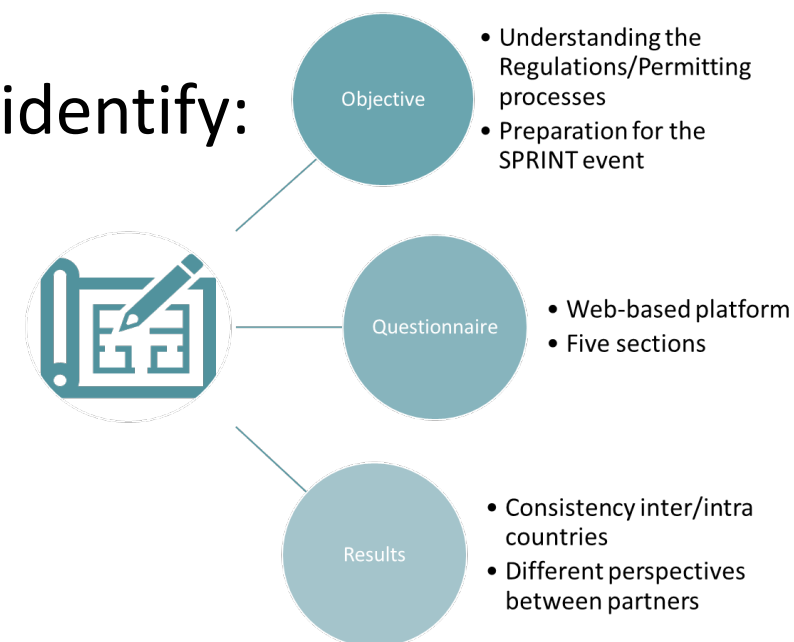 identify:
Objective
• Understanding the
Regulations/Permitting
processes
• Preparation for the
SPRINT event
Questionnaire
• Web-based platform
• Five sections
Results
• Consistency inter/intra
countries
• Different perspectives
between partners